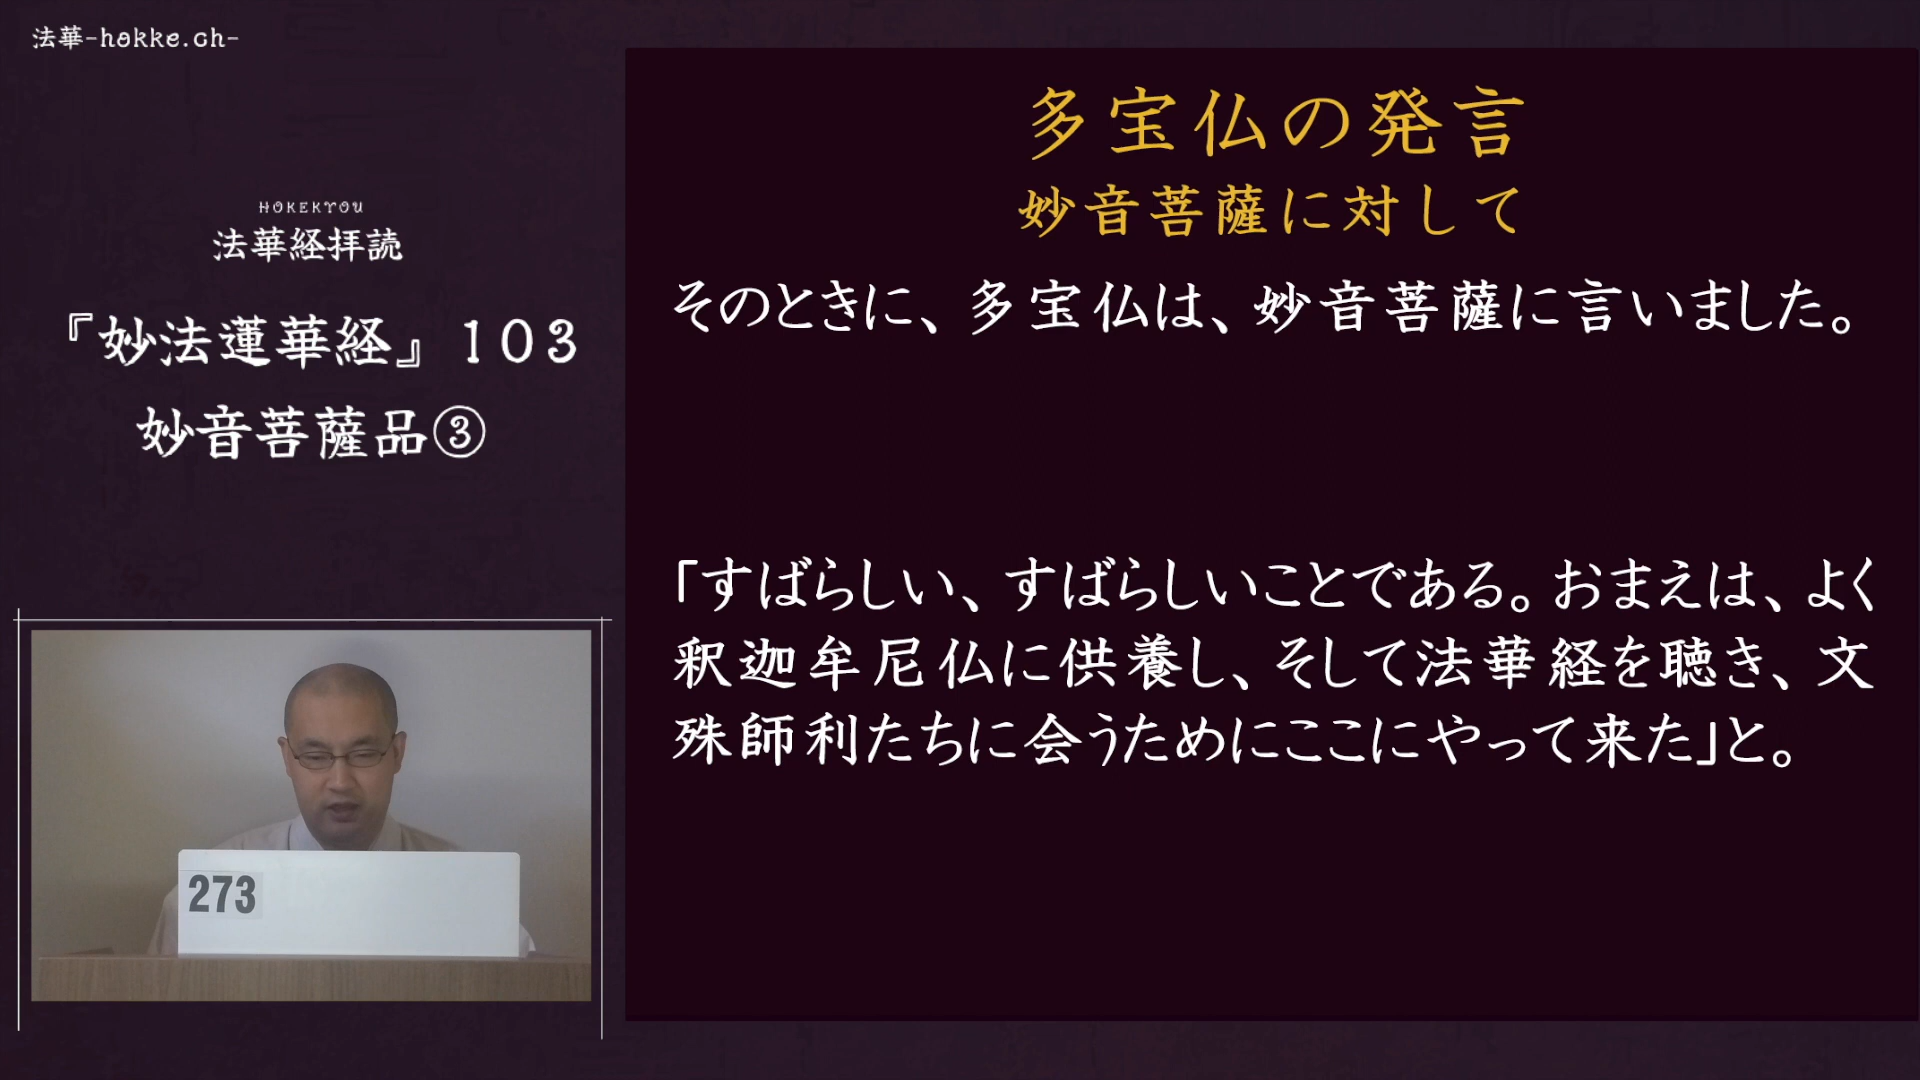 法華-hokke.ch-
HOKEKYOU
法華経拝読
『妙法蓮華経』103
妙音菩薩品③
273
多宝仏の発言
妙音菩薩に対して
そのときに、多宝仏は、妙音菩薩に言いました。
「すばらしい、すばらしいことである。おまえは、よく
釈迦牟尼仏に供養し、そして法華経を聴き、文
殊師利たちに会うためにここにやって来た」と。